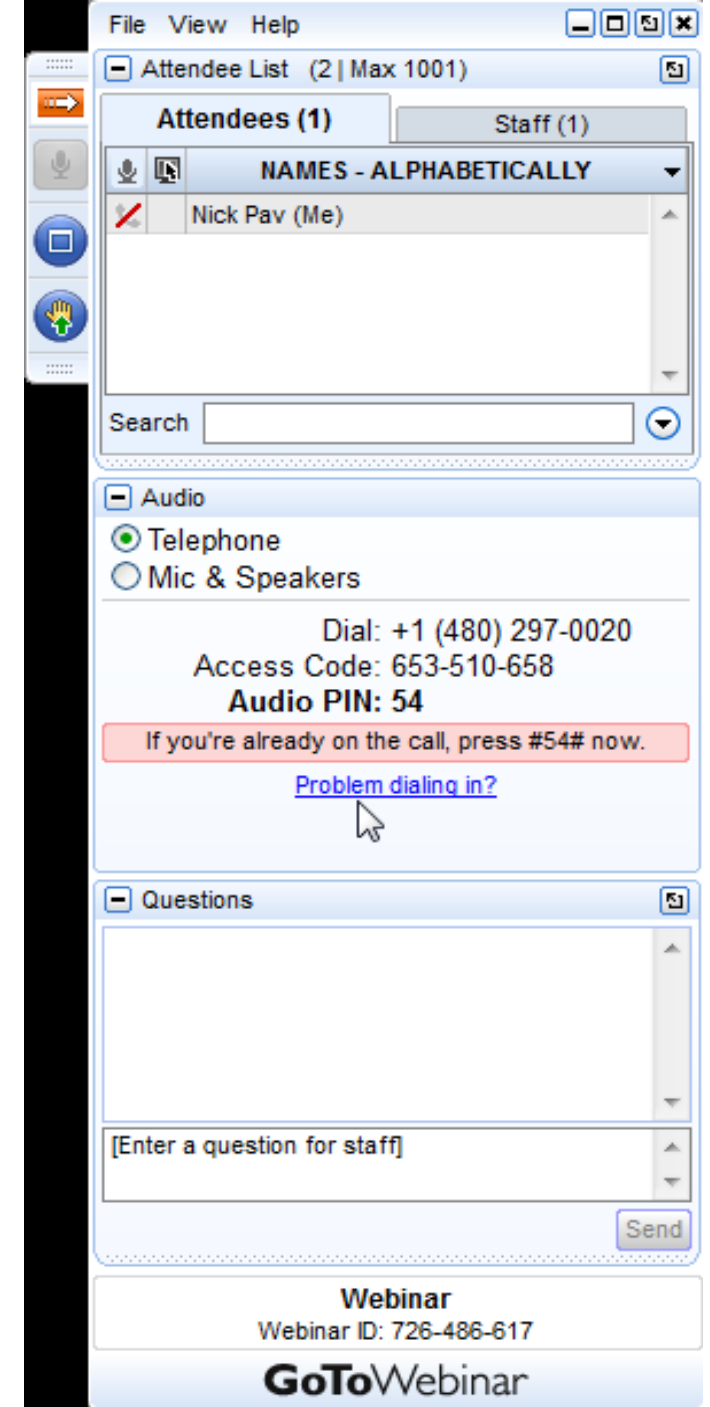 File View Help
Attendee List (2 | Max 1001)
Attendees (1) Staff (1)
NAMES - ALPHABETICALLY
Nick Pav (Me)
Search
Audio
Telephone
Mic & Speakers
Dial: +1 (480) 297-0020
Access Code: 653-510-658
Audio PIN: 54
If you're already on the call, press #54# now.
Problem dialing in?
Questions
[Enter a question for staff]
Send
Webinar
Webinar ID: 726-486-617
GoToWebinar